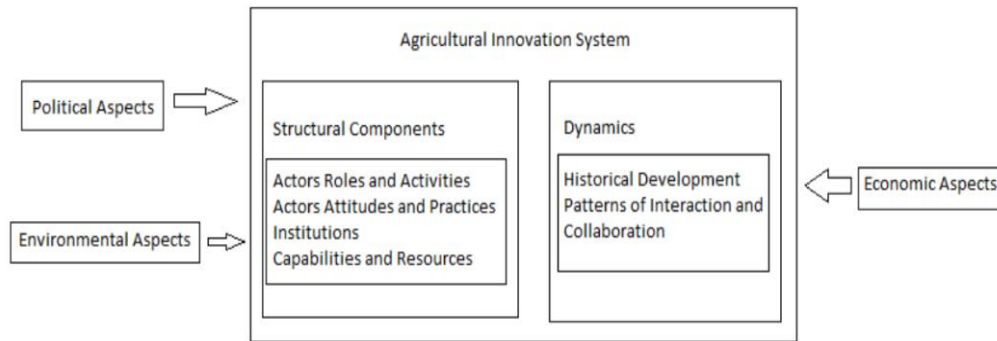 Agricultural Innovation System
Political Aspects
Structural Components
Actors Roles and Activities
Actors Attitudes and Practices
Institutions
Capabilities and Resources
Environmental Aspects
Dynamics
Historical Development
Patterns of Interaction and
Collaboration
Economic Aspects